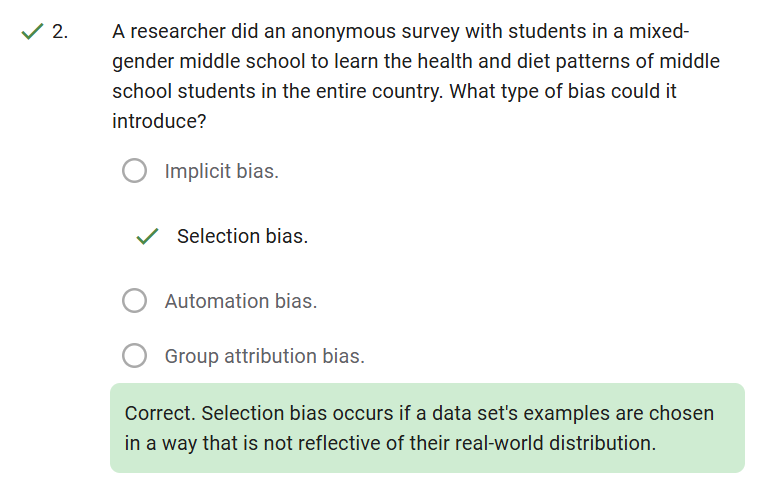 2. A researcher did an anonymous survey with students in a mixed-
gender middle school to learn the health and diet patterns of middle
school students in the entire country. What type of bias could it
introduce?
Implicit bias.
Selection bias.
Automation bias.
Group attribution bias.
Correct. Selection bias occurs if a data set's examples are chosen
in a way that is not reflective of their real-world distribution.